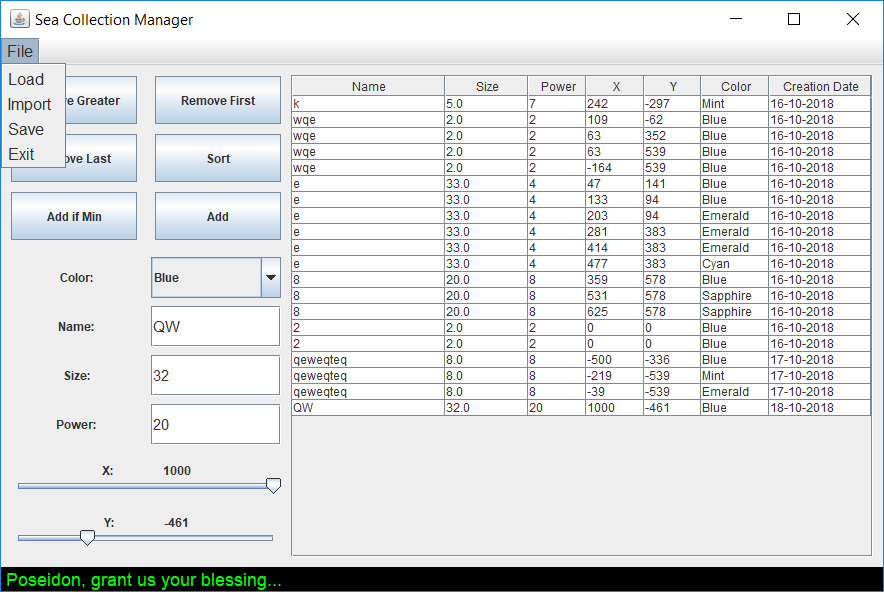 Sea Collection Manager
File
Load
Import
Save
Exit
e Greater
Remove First
ove Last
Sort
Add if Min
Add
Color:
Blue
Name:
QW
Size:
32
Power:
20
X: 1000
Y: -461
Name Size Power X Y Color Creation Date
k 5.0 7 242 -297 Mint 16-10-2018
wqe 2.0 2 109 -62 Blue 16-10-2018
wqe 2.0 2 63 352 Blue 16-10-2018
wqe 2.0 2 63 539 Blue 16-10-2018
wqe 2.0 2 -164 539 Blue 16-10-2018
e 33.0 4 47 141 Blue 16-10-2018
e 33.0 4 133 94 Blue 16-10-2018
e 33.0 4 203 94 Emerald 16-10-2018
e 33.0 4 281 383 Emerald 16-10-2018
e 33.0 4 414 383 Emerald 16-10-2018
e 33.0 4 477 383 Cyan 16-10-2018
8 20.0 8 359 578 Blue 16-10-2018
8 20.0 8 531 578 Sapphire 16-10-2018
8 20.0 8 625 578 Sapphire 16-10-2018
2 2.0 2 0 0 Blue 16-10-2018
2 2.0 2 0 0 Blue 16-10-2018
qeweqteq 8.0 8 -500 -336 Blue 17-10-2018
qeweqteq 8.0 8 -219 -539 Mint 17-10-2018
qeweqteq 8.0 8 -39 -539 Emerald 17-10-2018
QW 32.0 20 1000 -461 Blue 18-10-2018
Poseidon, grant us your blessing...